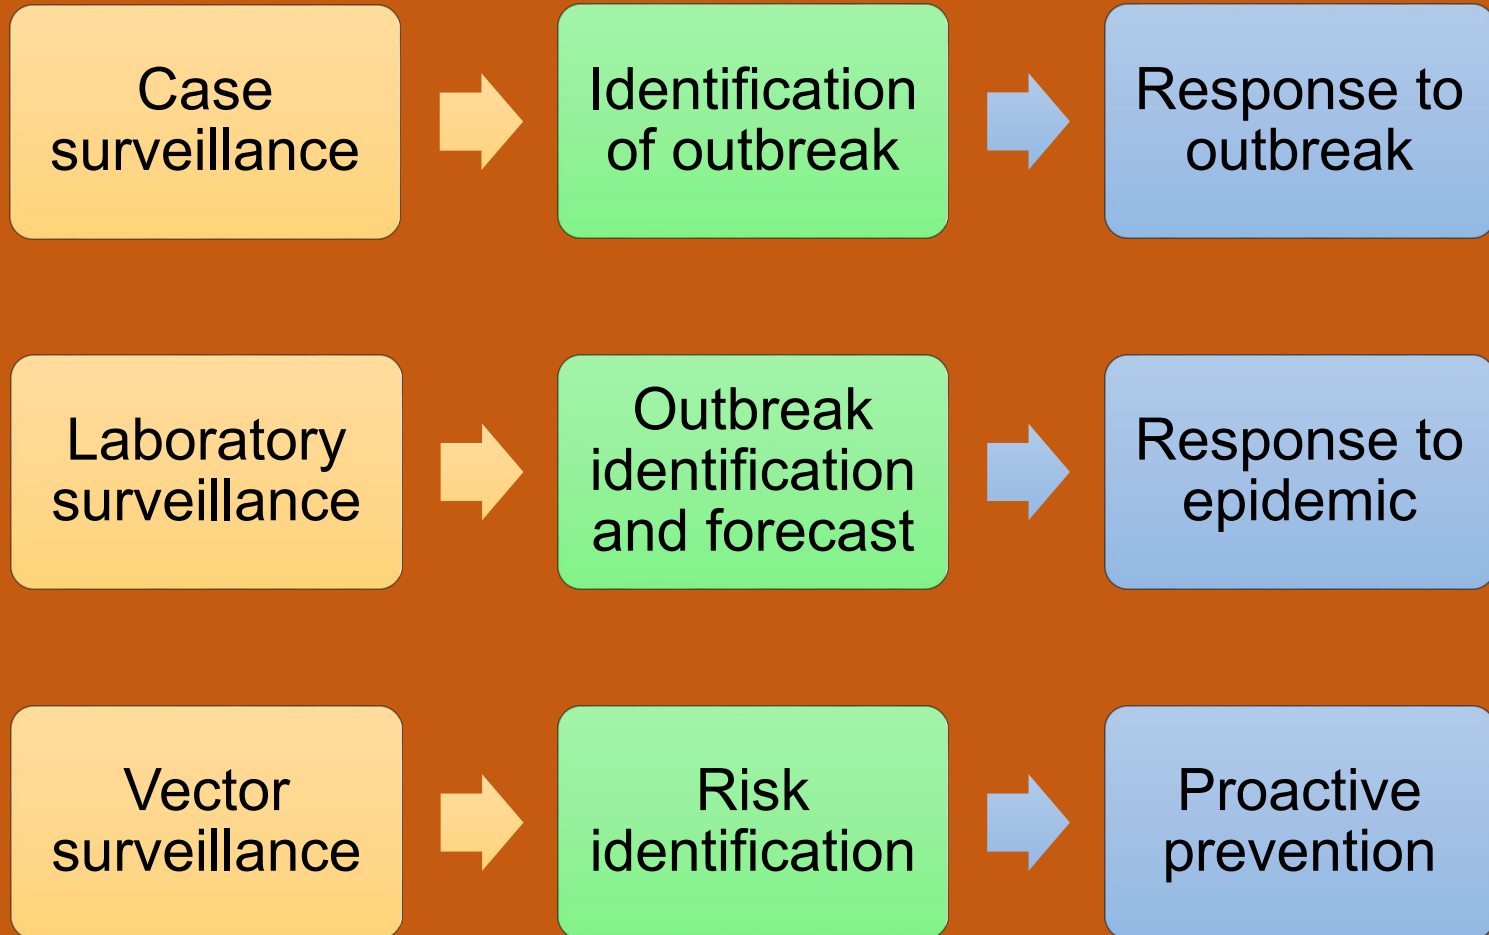 Case
surveillance
Identification
of outbreak
Response to
outbreak
Laboratory
surveillance
Outbreak
identification
and forecast
Response to
epidemic
Vector
surveillance
Risk
identification
Proactive
prevention